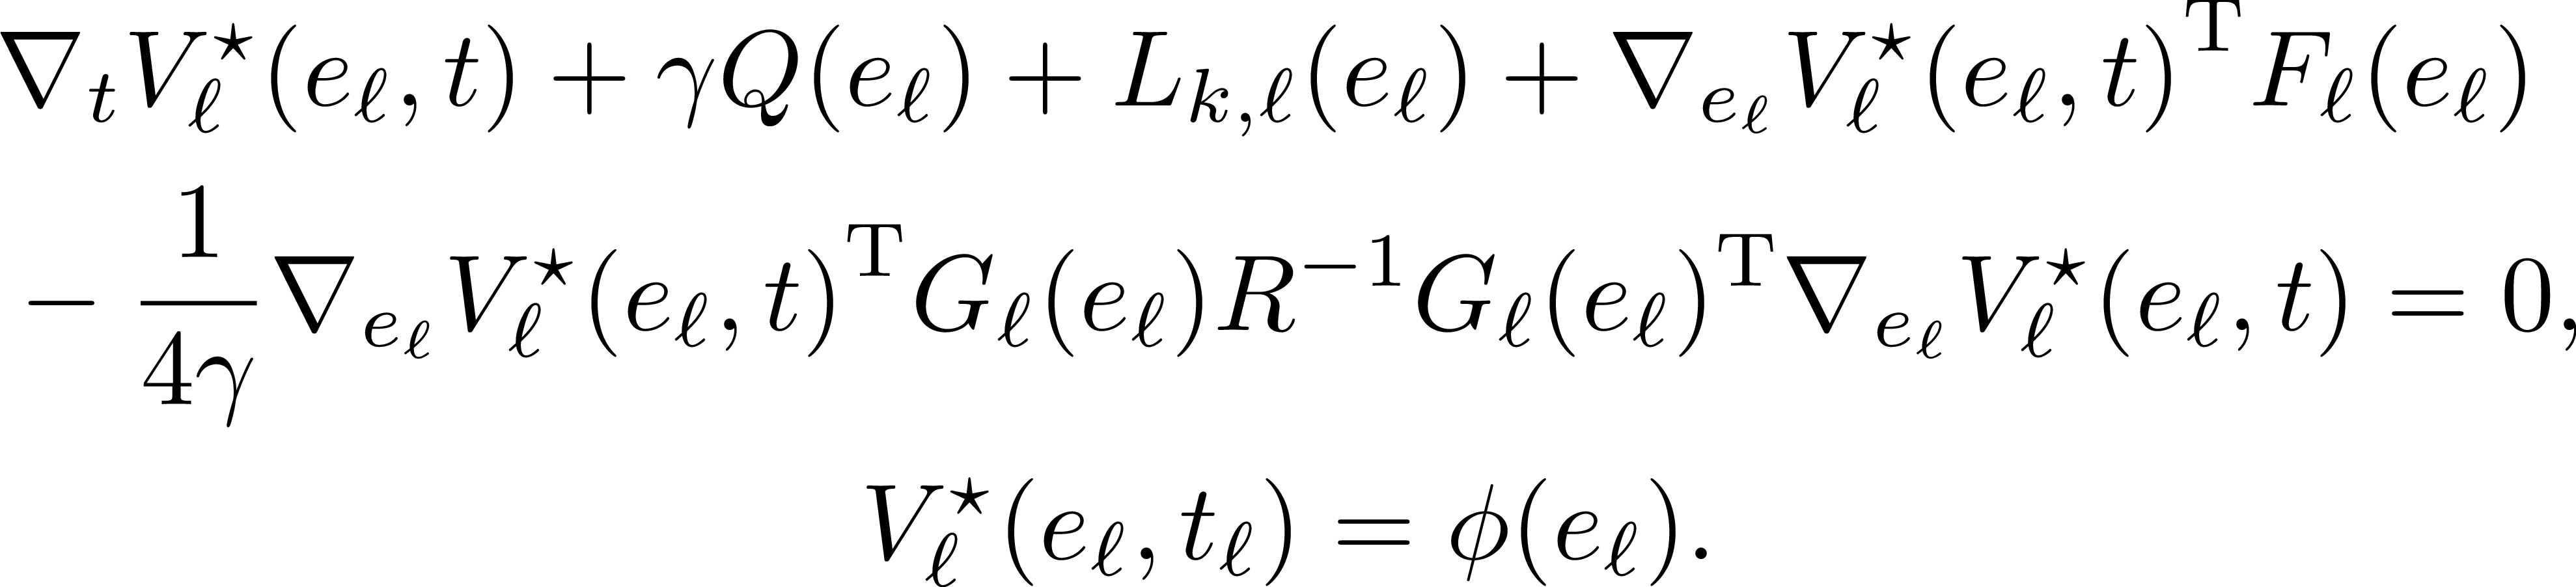 ∇_t V_ℓ^⋆(e_ℓ, t) + γQ(e_ℓ) + L_{k,ℓ}(e_ℓ) + ∇_{e_ℓ} V_ℓ^⋆(e_ℓ, t)^T F_ℓ(e_ℓ)
− \frac{1}{4γ} ∇_{e_ℓ} V_ℓ^⋆(e_ℓ, t)^T G_ℓ(e_ℓ) R^{−1} G_ℓ(e_ℓ)^T ∇_{e_ℓ} V_ℓ^⋆(e_ℓ, t) = 0,
V_ℓ^⋆(e_ℓ, t_ℓ) = ϕ(e_ℓ).